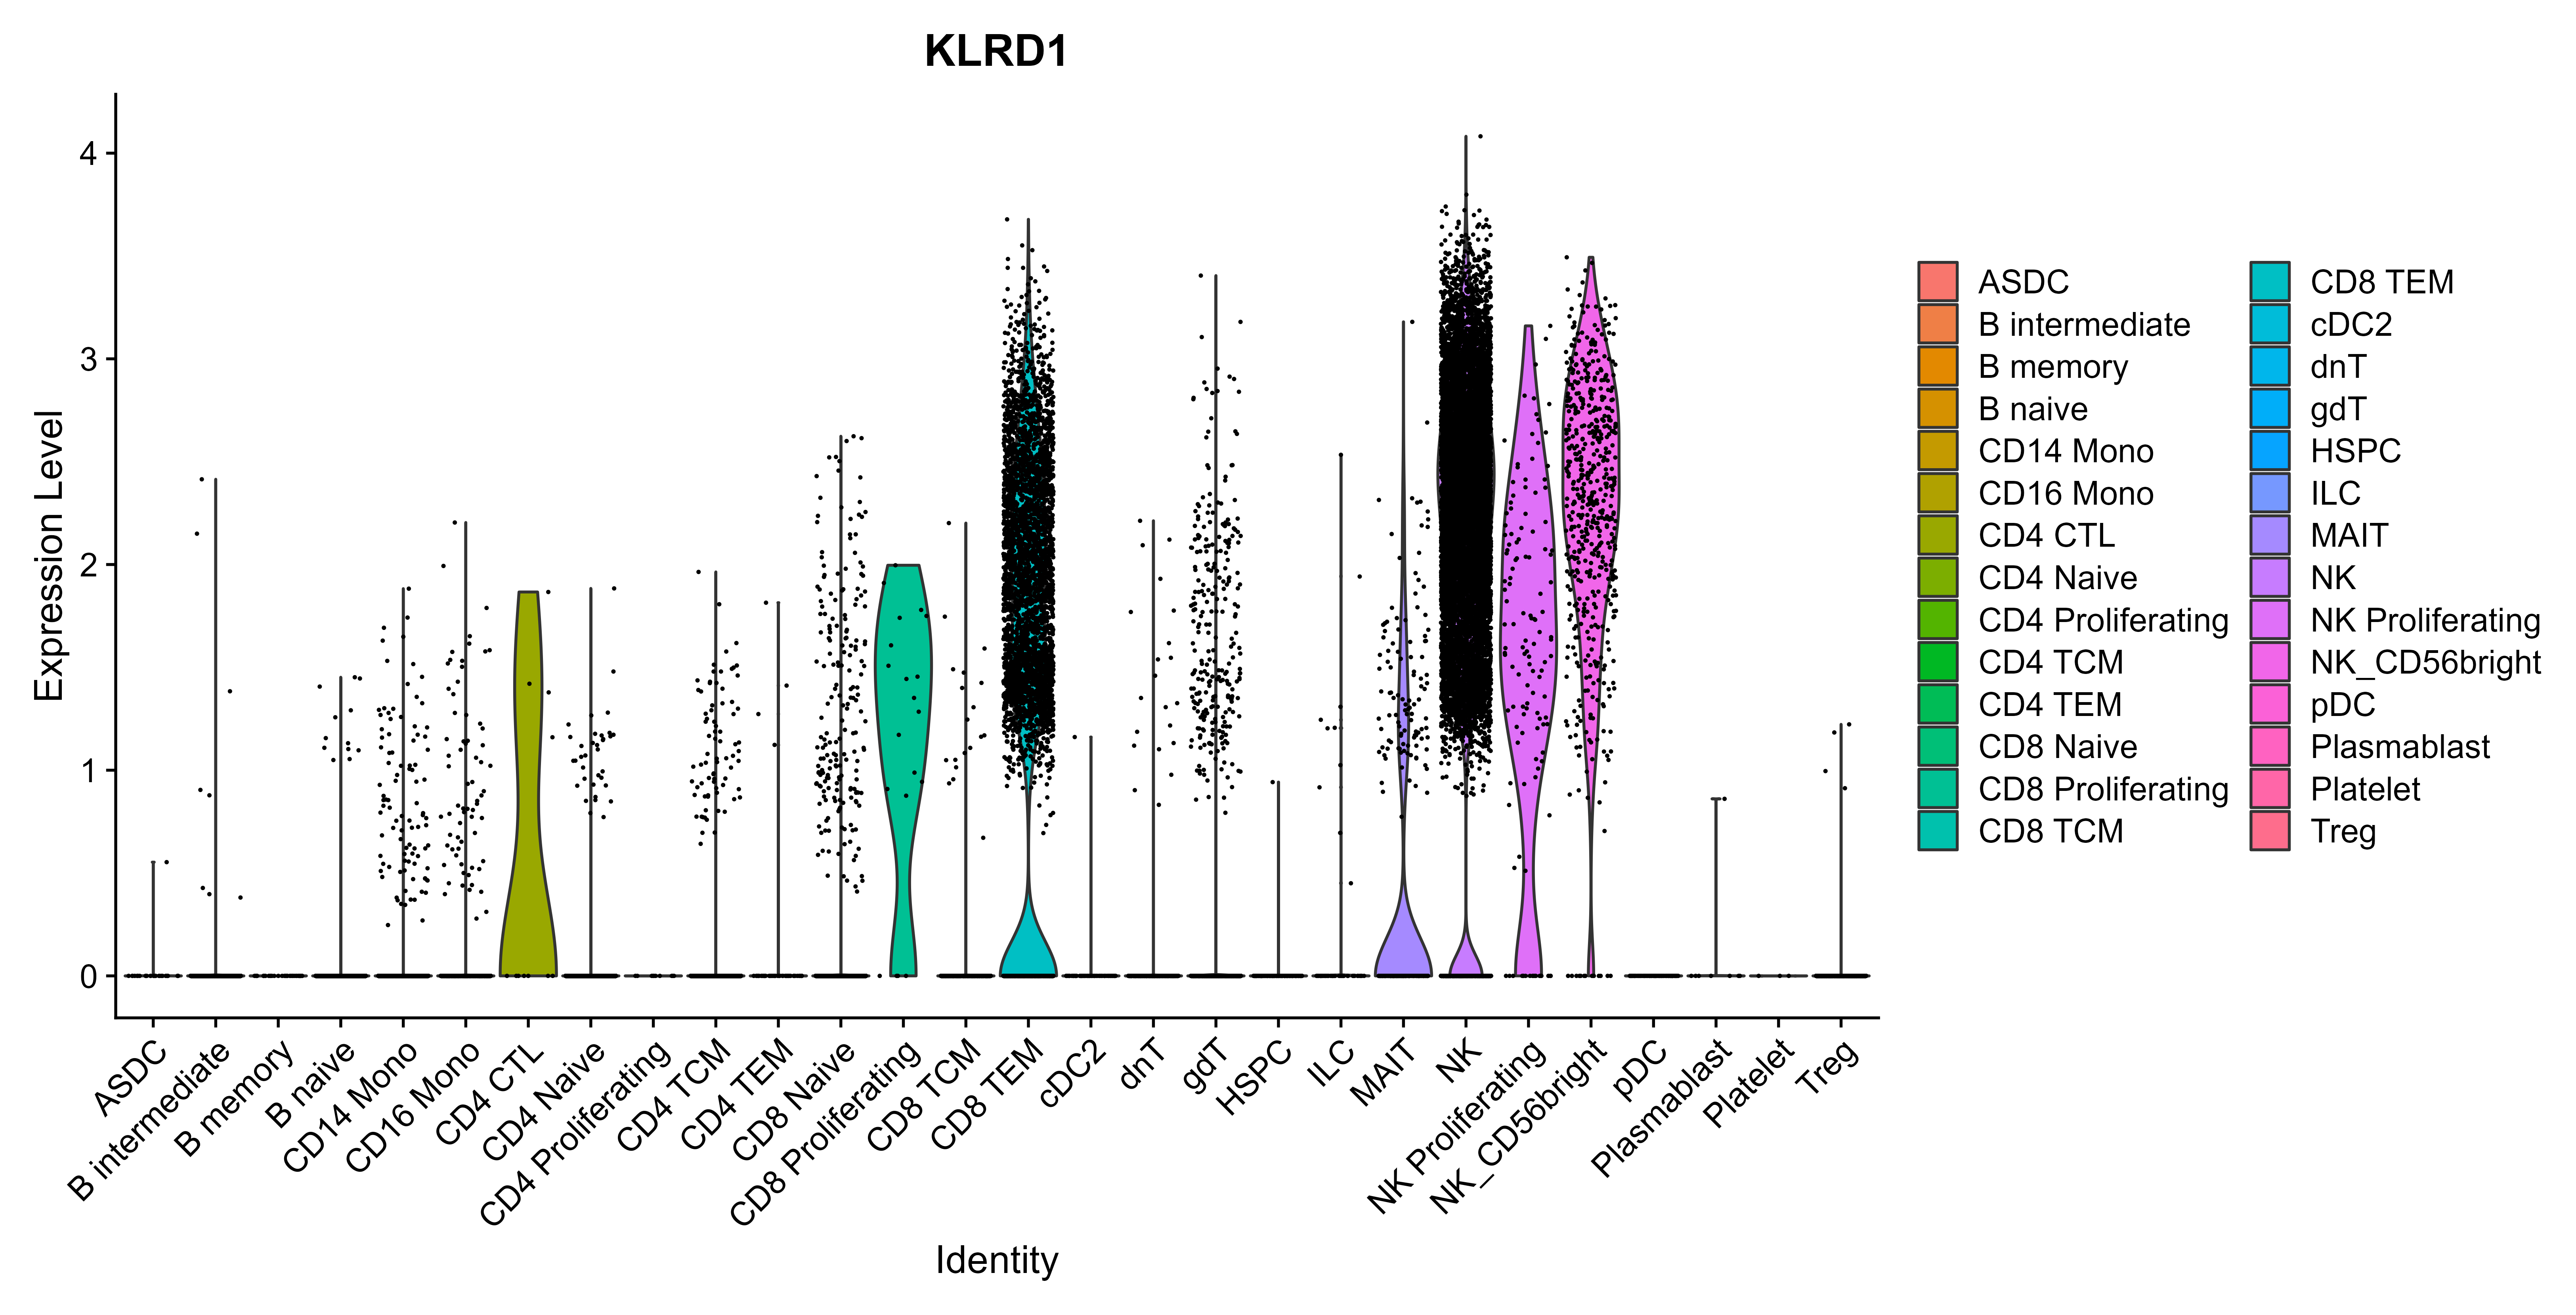 KLRD1
Expression Level
4
3
2
1
0
ASDC
B intermediate
B memory
B naive
CD14 Mono
CD16 Mono
CD4 CTL
CD4 Naive
CD4 Proliferating
CD4 TCM
CD4 TEM
CD8 Naive
CD8 Proliferating
CD8 TCM
CD8 TEM
cDC2
dnT
gdT
HSPC
ILC
MAIT
NK
NK Proliferating
NK_CD56bright
pDC
Plasmablast
Platelet
Treg
Identity
ASDC
B intermediate
B memory
B naive
CD14 Mono
CD16 Mono
CD4 CTL
CD4 Naive
CD4 Proliferating
CD4 TCM
CD4 TEM
CD8 Naive
CD8 Proliferating
CD8 TCM
CD8 TEM
cDC2
dnT
gdT
HSPC
ILC
MAIT
NK
NK Proliferating
NK_CD56bright
pDC
Plasmablast
Platelet
Treg